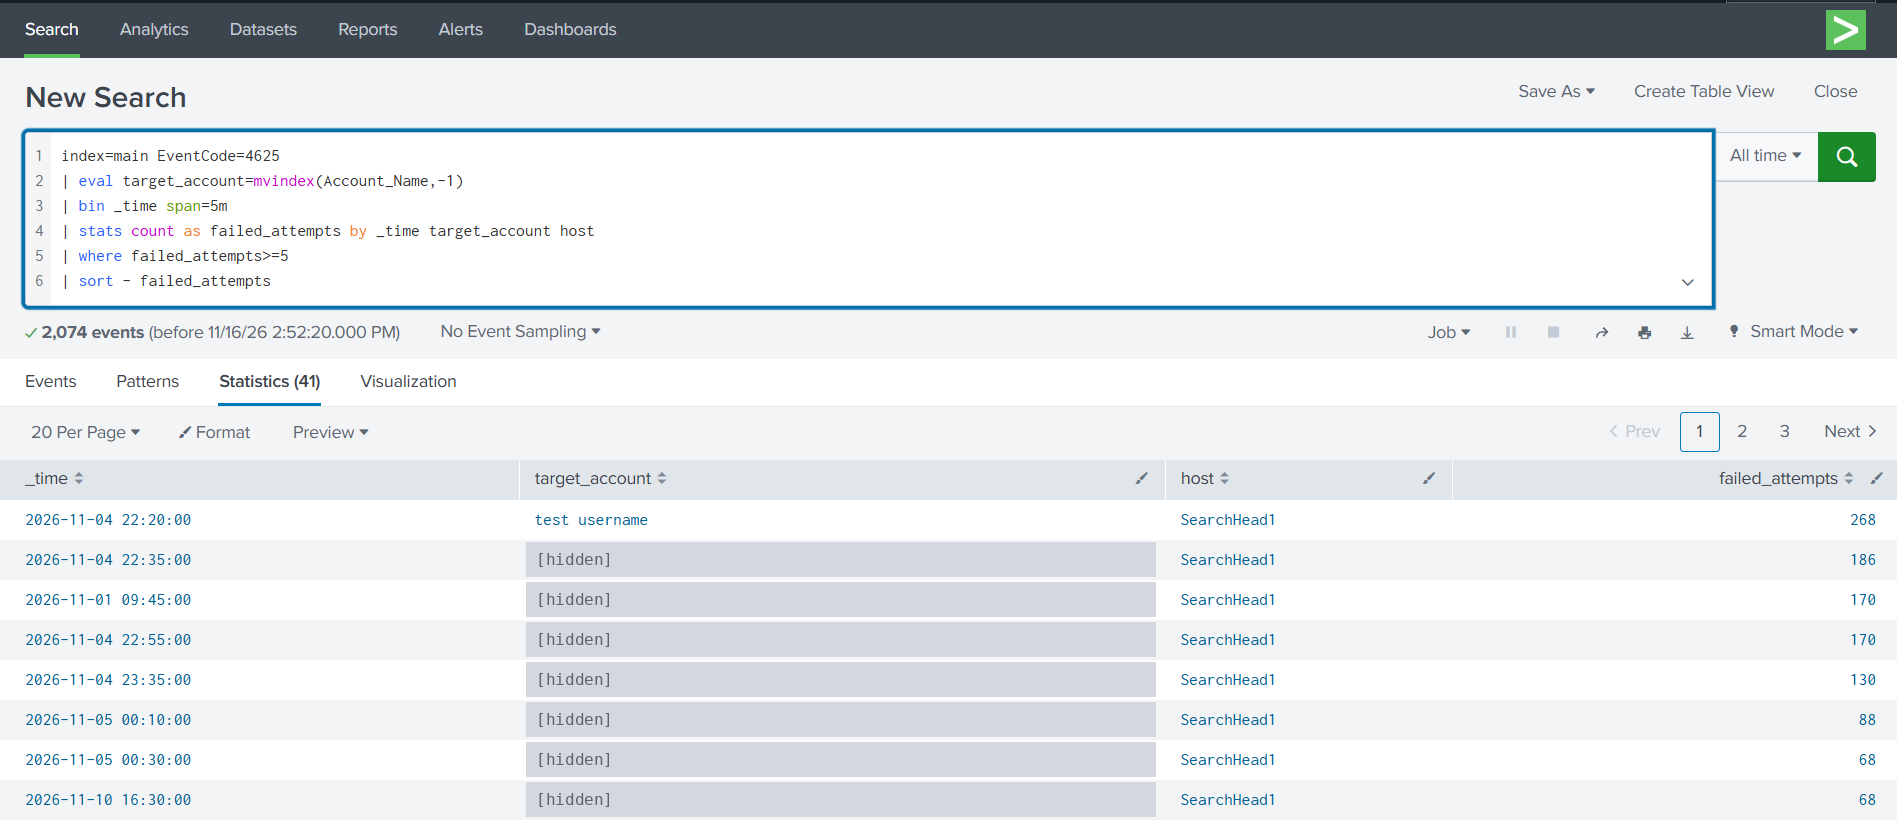 Search Analytics Datasets Reports Alerts Dashboards
New Search
Save As Create Table View Close
1 index=main EventCode=4625
2 | eval target_account=mvindex(Account_Name,-1)
3 | bin _time span=5m
4 | stats count as failed_attempts by _time target_account host
5 | where failed_attempts>=5
6 | sort - failed_attempts
All time
2,074 events (before 11/16/26 2:52:20.000 PM) No Event Sampling Job Smart Mode
Events Patterns Statistics (41) Visualization
20 Per Page Format Preview Prev 1 2 3 Next
_time target_account host failed_attempts
2026-11-04 22:20:00 test username SearchHead1 268
2026-11-04 22:35:00 [hidden] SearchHead1 186
2026-11-01 09:45:00 [hidden] SearchHead1 170
2026-11-04 22:55:00 [hidden] SearchHead1 170
2026-11-04 23:35:00 [hidden] SearchHead1 130
2026-11-05 00:10:00 [hidden] SearchHead1 88
2026-11-05 00:30:00 [hidden] SearchHead1 68
2026-11-10 16:30:00 [hidden] SearchHead1 68